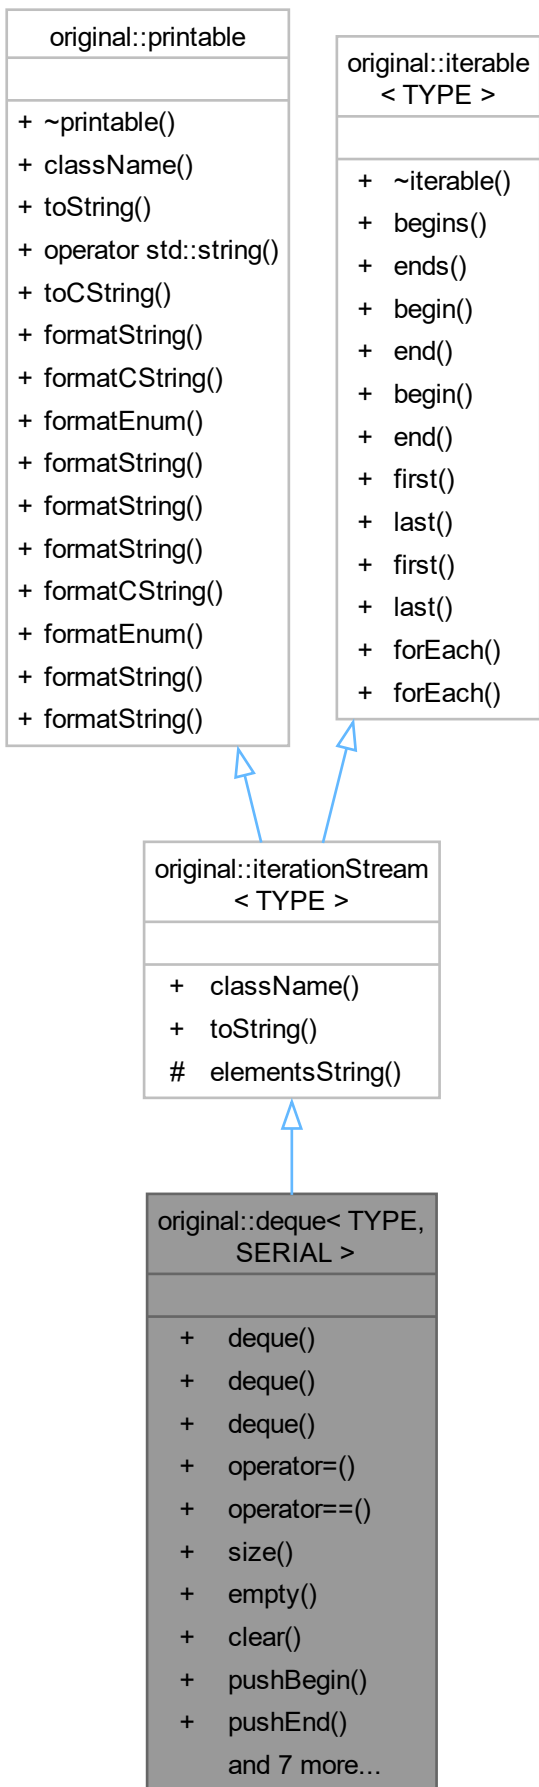 original::printable
+ ~printable()
+ className()
+ toString()
+ operator std::string()
+ toCString()
+ formatString()
+ formatCString()
+ formatEnum()
+ formatString()
+ formatString()
+ formatString()
+ formatCString()
+ formatEnum()
+ formatString()
+ formatString()
original::iterable
< TYPE >
+ ~iterable()
+ begins()
+ ends()
+ begin()
+ end()
+ begin()
+ end()
+ first()
+ last()
+ first()
+ last()
+ forEach()
+ forEach()
original::iterationStream
< TYPE >
+ className()
+ toString()
# elementsString()
original::deque< TYPE,
SERIAL >
+ deque()
+ deque()
+ deque()
+ operator=()
+ operator==()
+ size()
+ empty()
+ clear()
+ pushBegin()
+ pushEnd()
and 7 more...